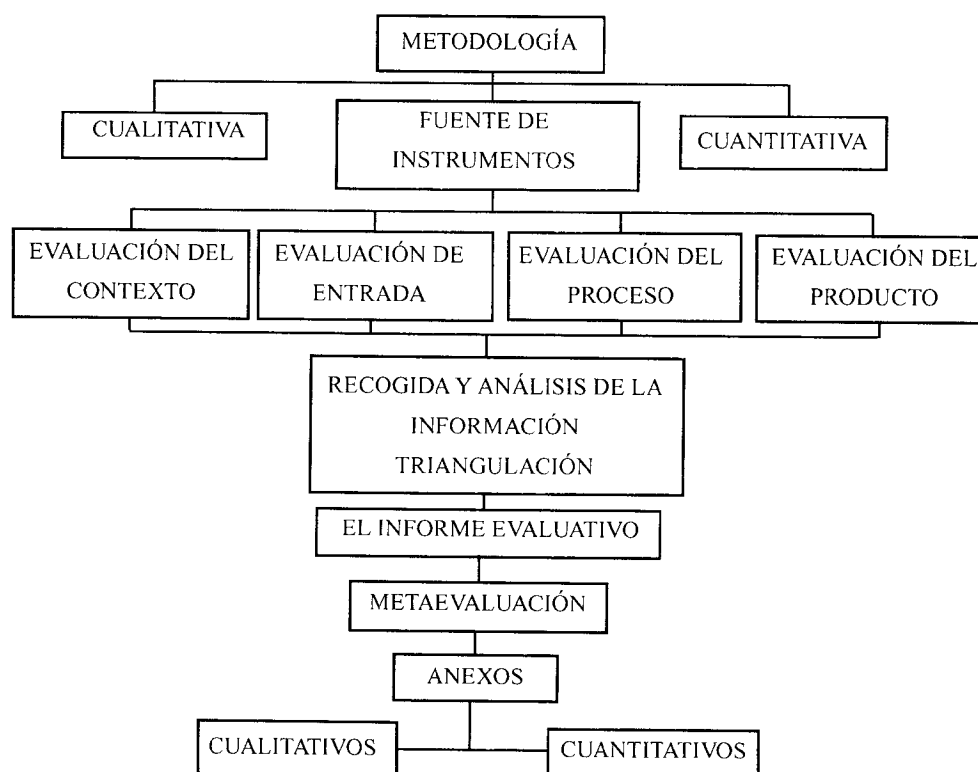 METODOLOGÍA
CUALITATIVA
FUENTE DE
INSTRUMENTOS
CUANTITATIVA
EVALUACIÓN DEL
CONTEXTO
EVALUACIÓN DE
ENTRADA
EVALUACIÓN DEL
PROCESO
EVALUACIÓN DEL
PRODUCTO
RECOGIDA Y ANÁLISIS DE LA
INFORMACIÓN
TRIANGULACIÓN
EL INFORME EVALUATIVO
METAEVALUACIÓN
ANEXOS
CUALITATIVOS
CUANTITATIVOS